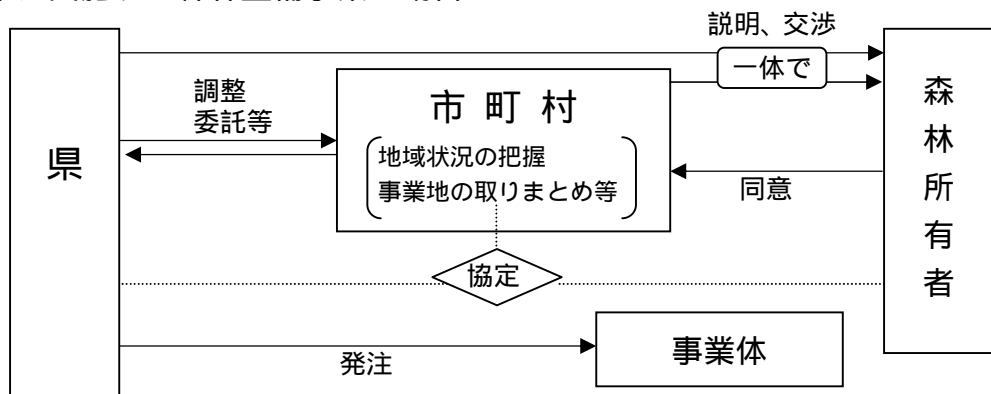 説明、交渉
一体で
調整
委託等
市町村
地域状況の把握
事業地の取りまとめ等
県
森林所有者
同意
協定
発注
事業体